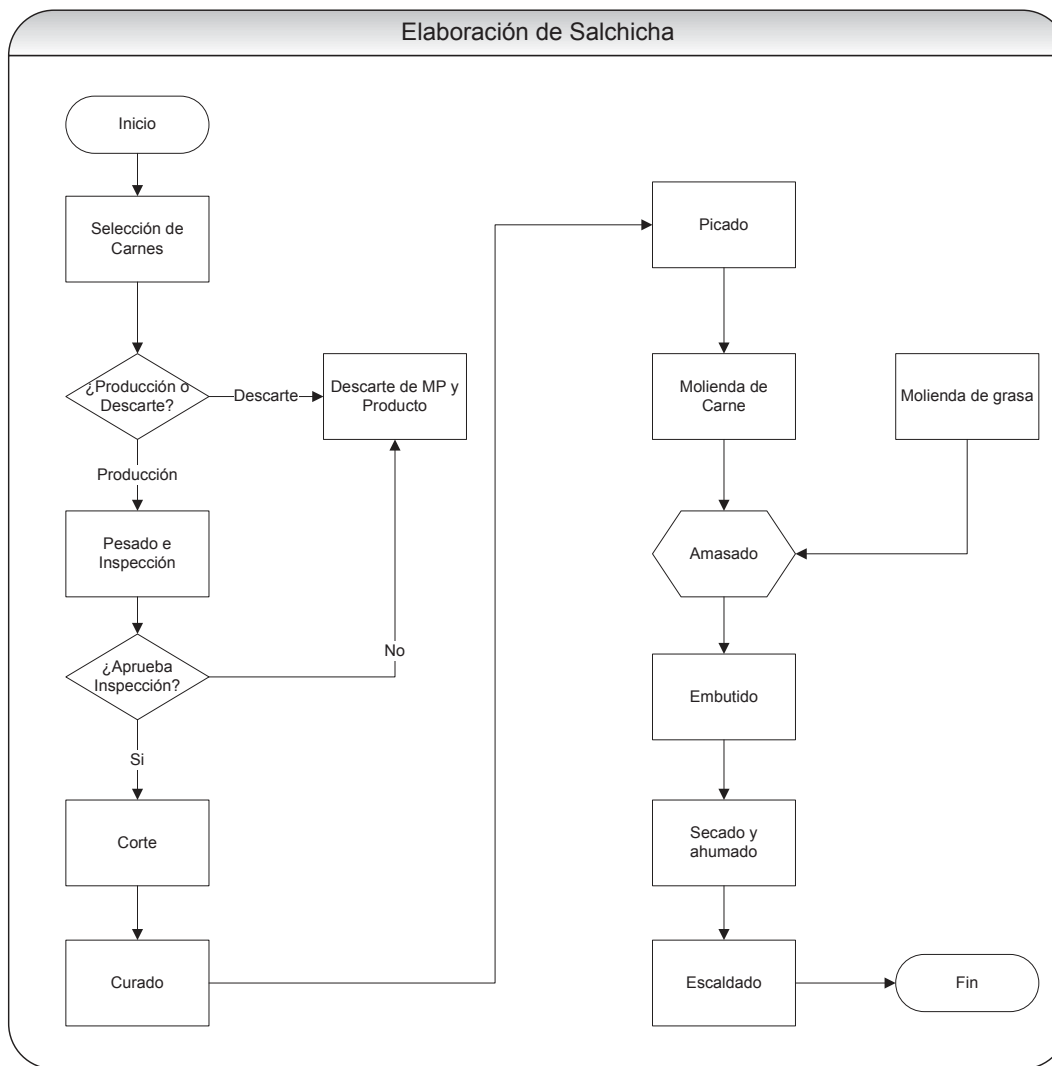 Elaboración de Salchicha
Inicio
Selección de
Carnes
¿Producción o
Descarte?
Descarte
Descarte de MP y
Producto
Producción
Pesado e
Inspección
¿Aprueba
Inspección?
No
Si
Corte
Curado
Picado
Molienda de
Carne
Molienda de grasa
Amasado
Embutido
Secado y
ahumado
Escaldado
Fin